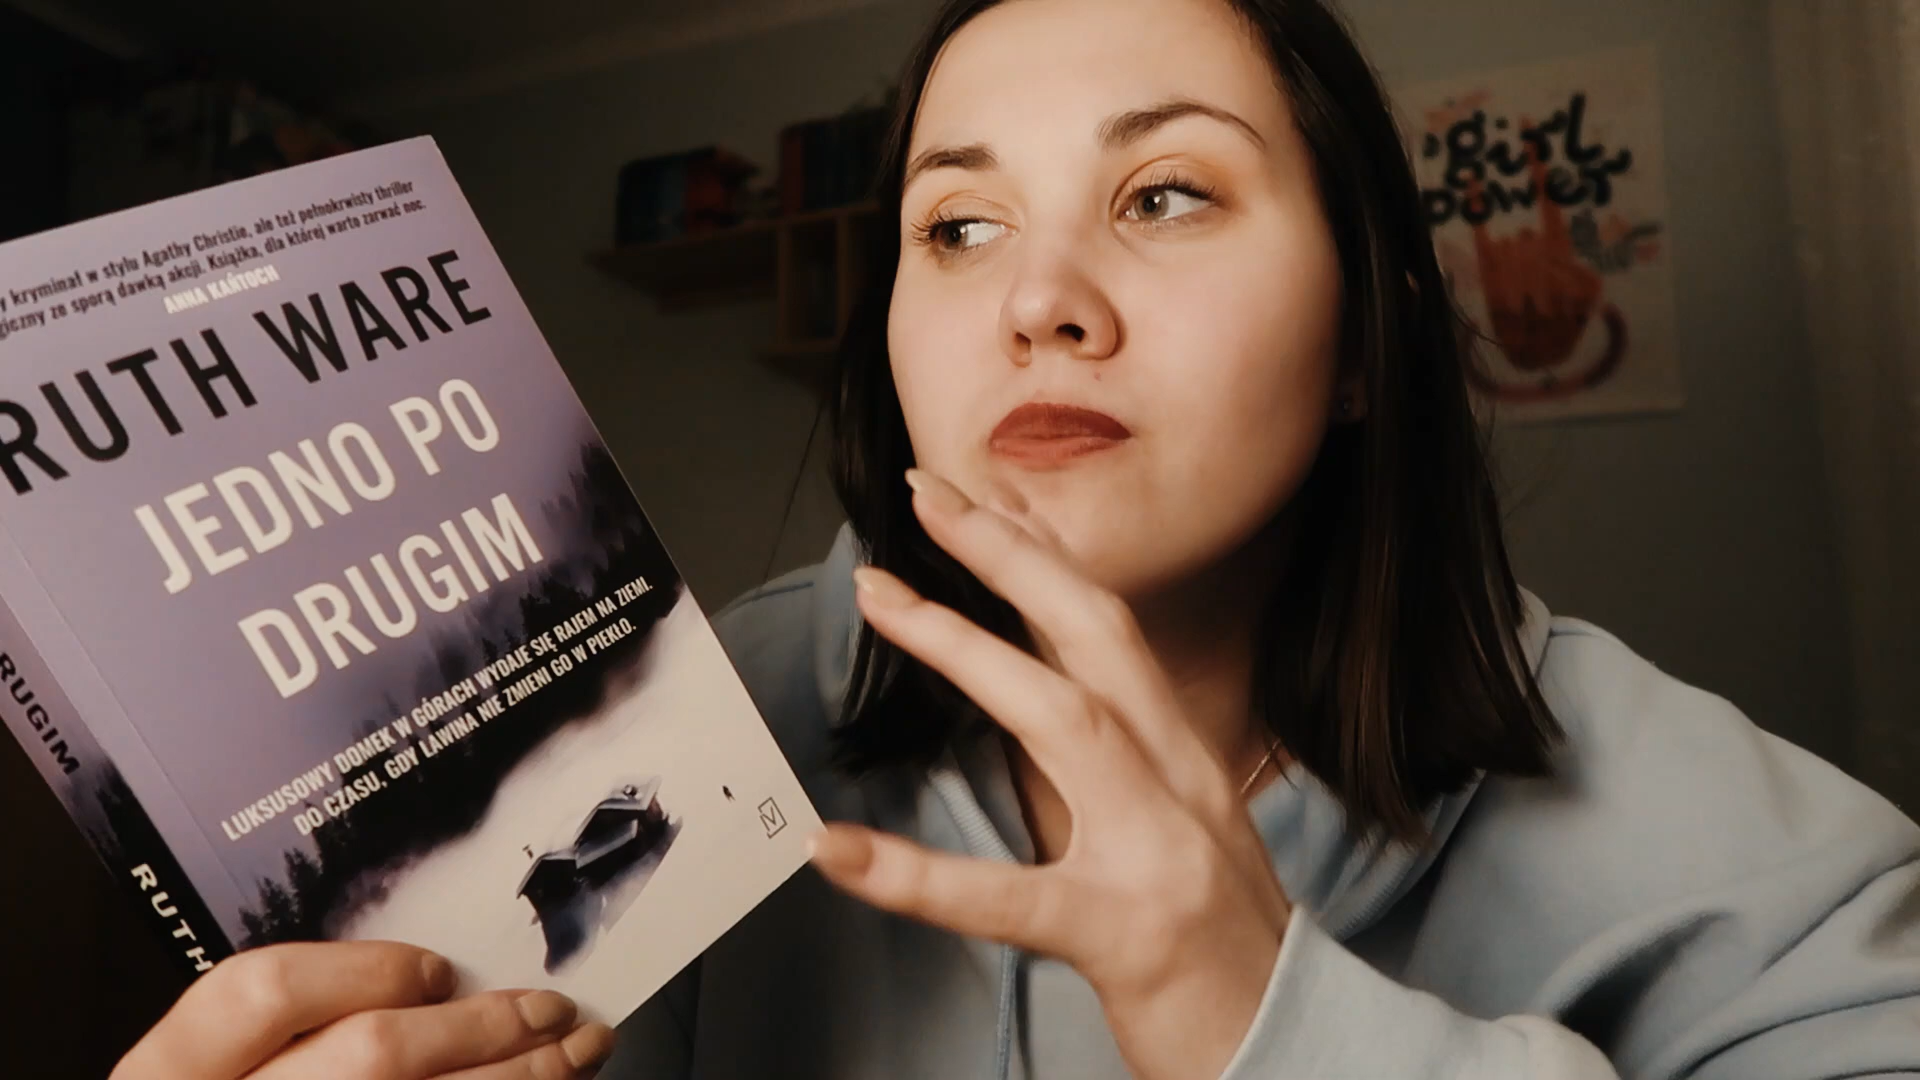 y kryminał w stylu Agathy Christie, ale też pełnokrwisty thriller
giczny ze sporą dawką akcji. Książka, dla której warto zarwać noc.
ANNA KAŃTOCH
RUTH WARE
JEDNO PO
DRUGIM
LUKSUSOWY DOMEK W GÓRACH WYDAJE SIĘ RAJEM NA ZIEMI.
DO CZASU, GDY LAWINA NIE ZMIENI GO W PIEKŁO.
RUGIM
RUTH
girl
power